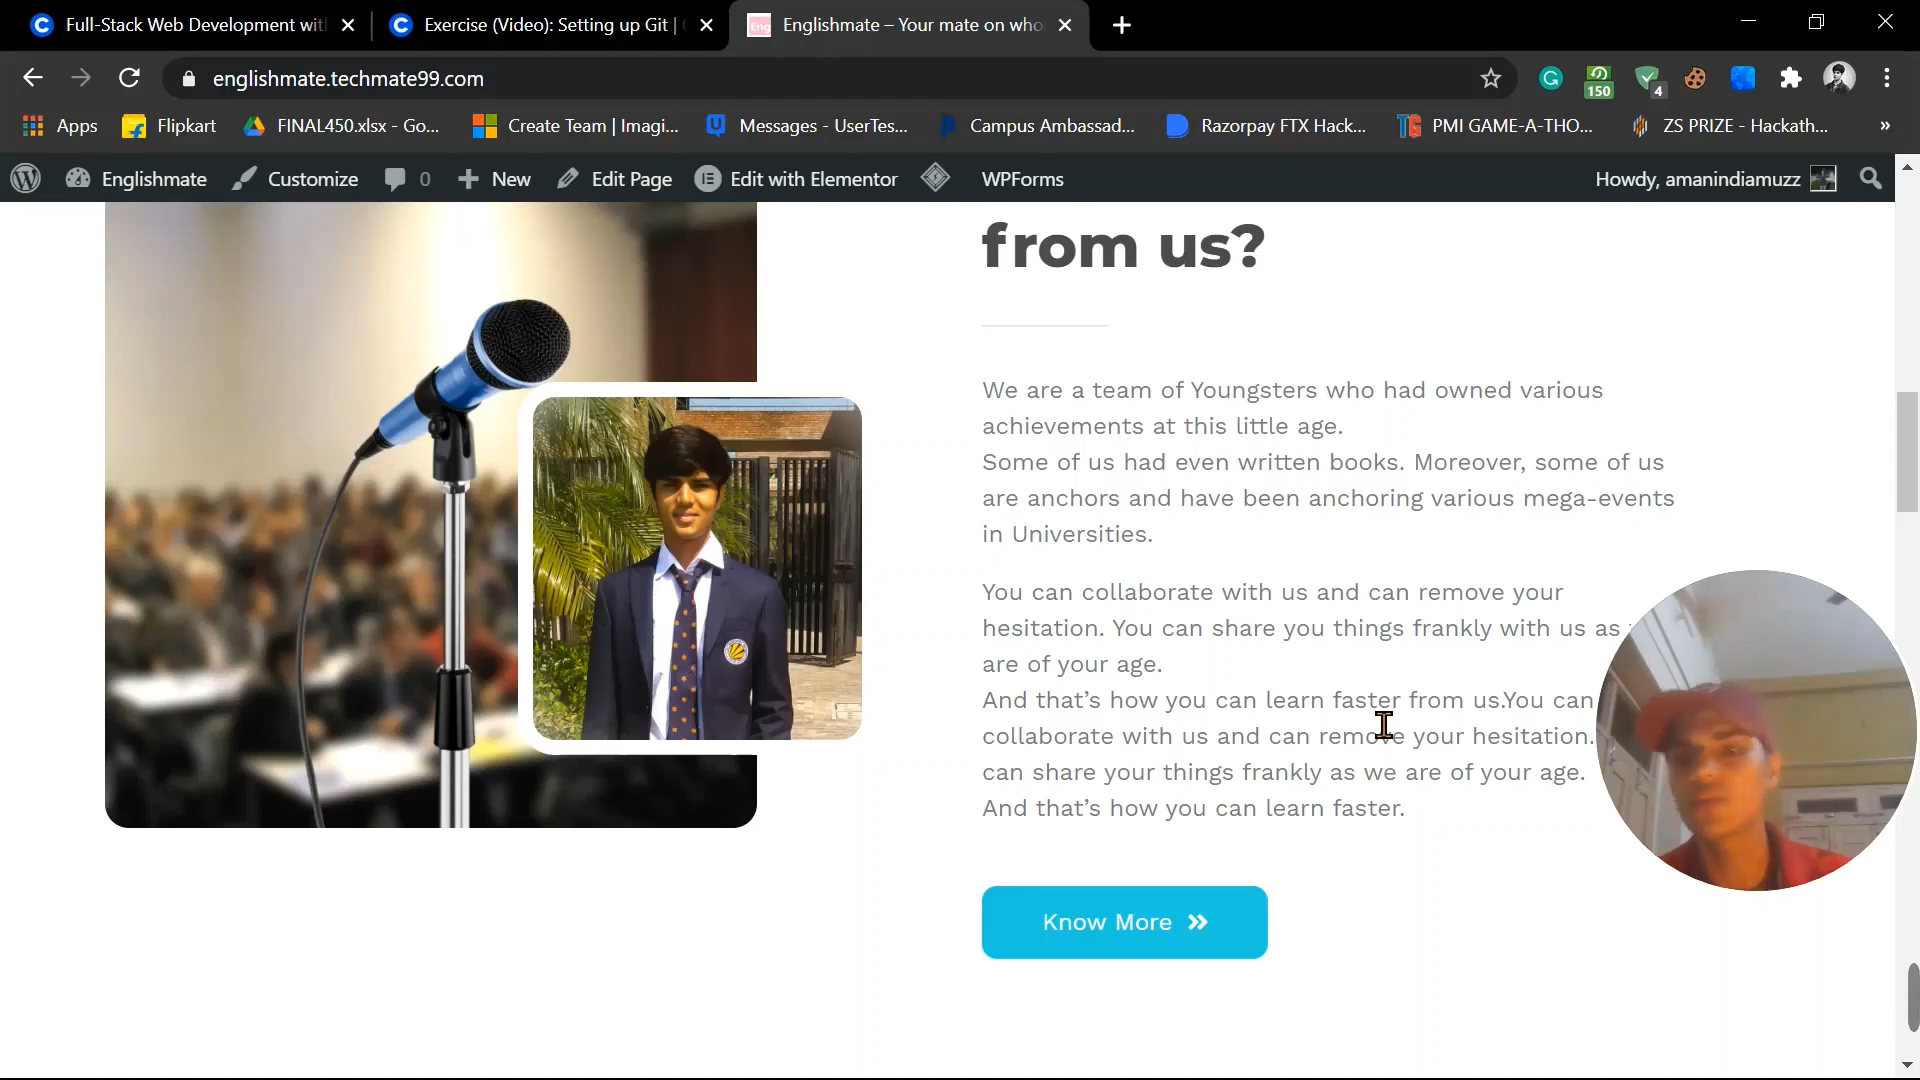 Full-Stack Web Development wit
Exercise (Video): Setting up Git |
Englishmate – Your mate on who
englishmate.techmate99.com
150
4
Apps
Flipkart
FINAL450.xlsx - Go...
Create Team | Imagi...
Messages - UserTes...
Campus Ambassad...
Razorpay FTX Hack...
PMI GAME-A-THO...
ZS PRIZE - Hackath...
»
Englishmate
Customize
0
New
Edit Page
Edit with Elementor
WPForms
Howdy, amanindiamuzz
from us?
We are a team of Youngsters who had owned various
achievements at this little age.
Some of us had even written books. Moreover, some of us
are anchors and have been anchoring various mega-events
in Universities.
You can collaborate with us and can remove your
hesitation. You can share you things frankly with us as
are of your age.
And that’s how you can learn faster from us.You can
collaborate with us and can remove your hesitation.
can share your things frankly as we are of your age.
And that’s how you can learn faster.
Know More »